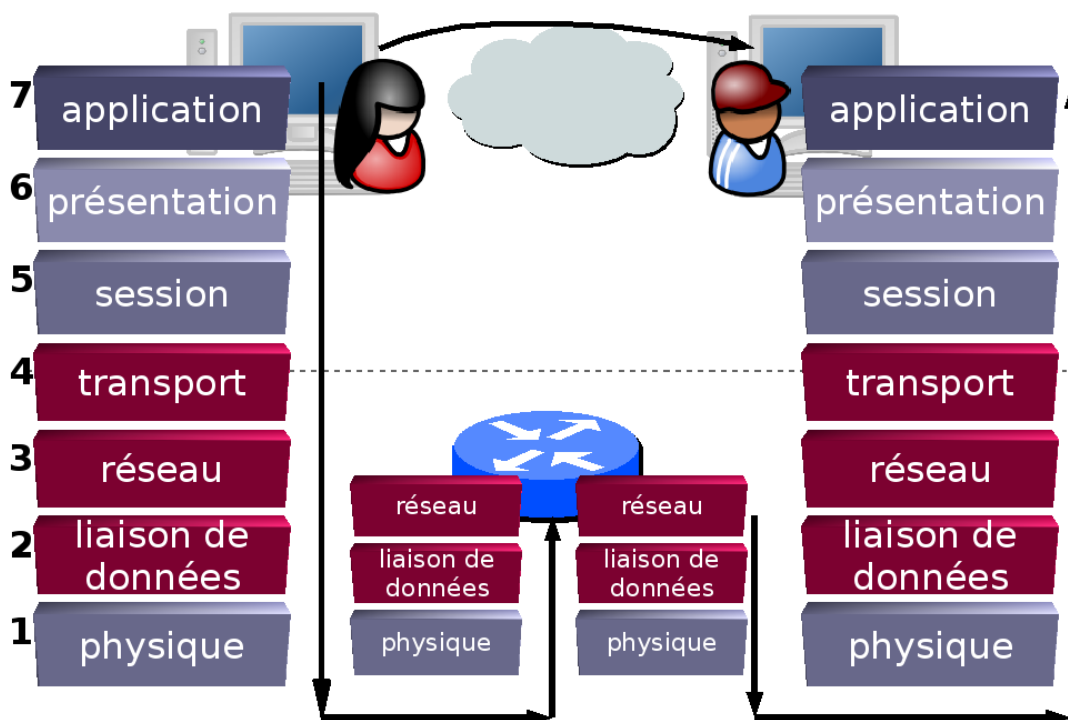 7
application
application
6
présentation
présentation
5
session
session
4
transport
transport
3
réseau
réseau
réseau
réseau
2
liaison de
données
liaison de
données
liaison de
données
liaison de
données
1
physique
physique
physique
physique